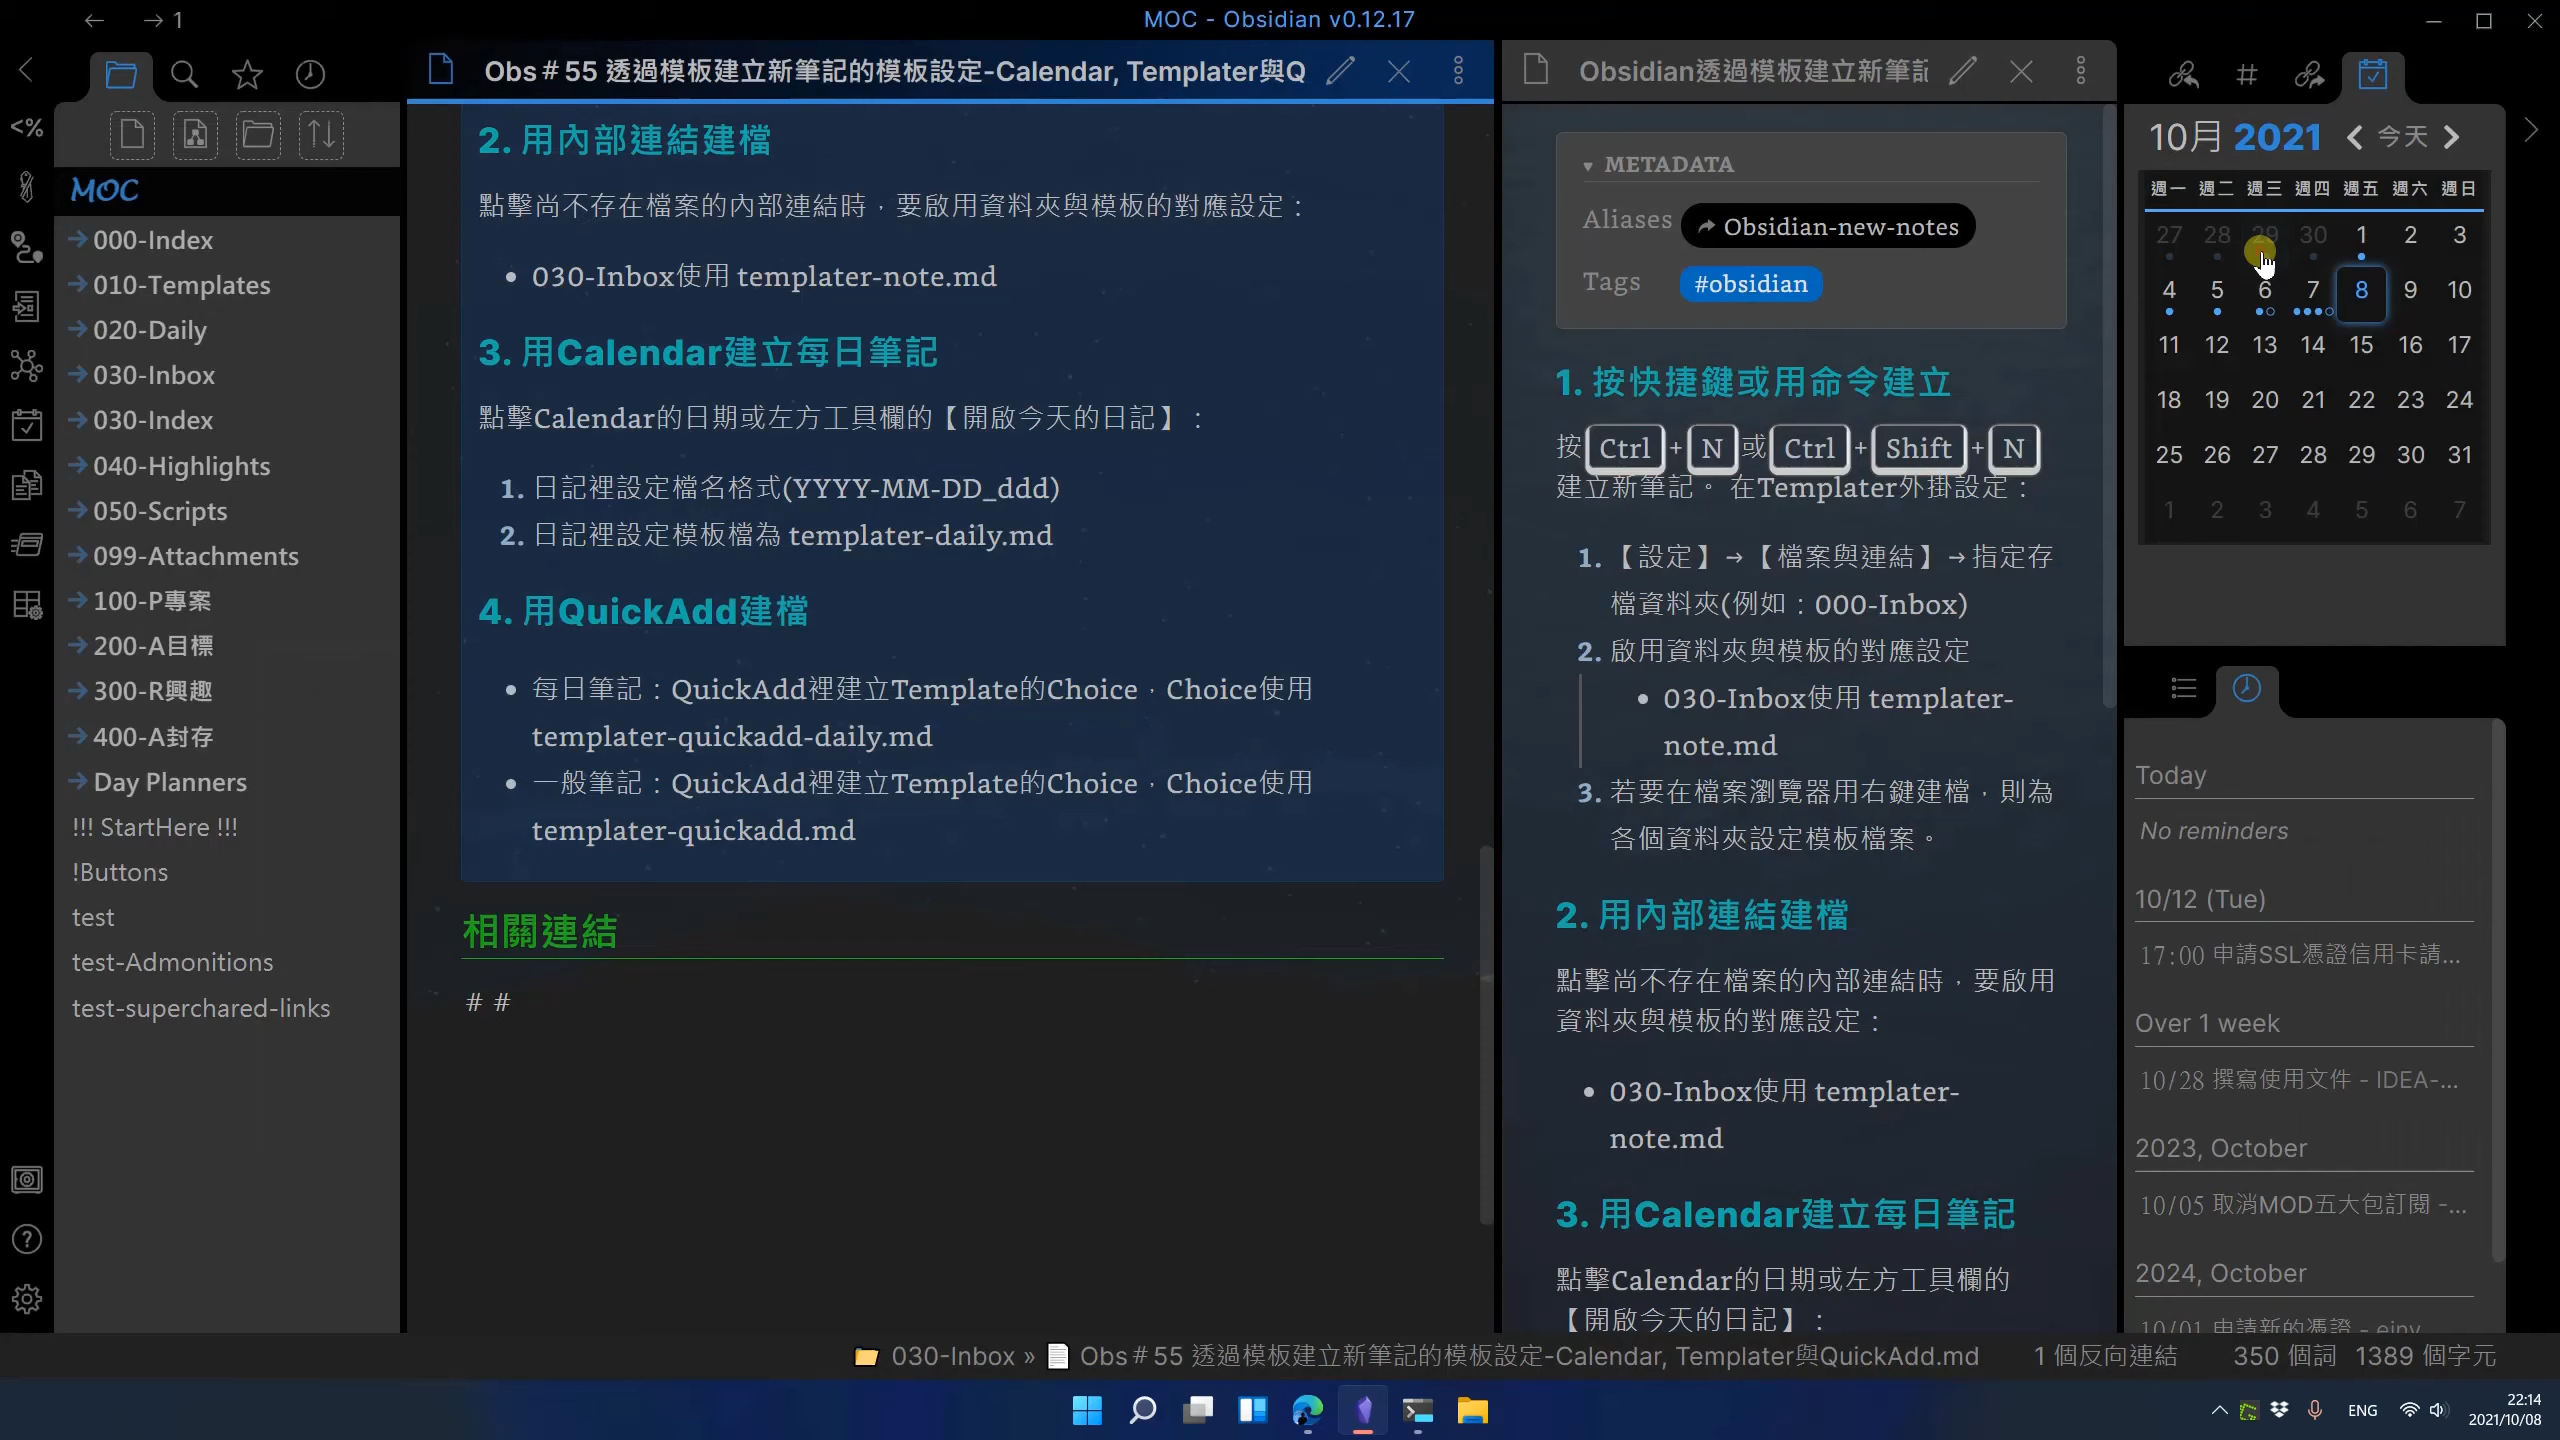 1
MOC - Obsidian v0.12.17
MOC
000-Index
010-Templates
020-Daily
030-Inbox
030-Index
040-Highlights
050-Scripts
099-Attachments
100-P專案
200-A目標
300-R興趣
400-A封存
Day Planners
!!! StartHere !!!
!Buttons
test
test-Admonitions
test-superchared-links
Obs＃55 透過模板建立新筆記的模板設定-Calendar, Templater與Q
2. 用內部連結建檔
點擊尚不存在檔案的內部連結時，要啟用資料夾與模板的對應設定：
• 030-Inbox使用 templater-note.md
3. 用Calendar建立每日筆記
點擊Calendar的日期或左方工具欄的【開啟今天的日記】：
1. 日記裡設定檔名格式(YYYY-MM-DD_ddd)
2. 日記裡設定模板檔為 templater-daily.md
4. 用QuickAdd建檔
• 每日筆記：QuickAdd裡建立Template的Choice，Choice使用
templater-quickadd-daily.md
• 一般筆記：QuickAdd裡建立Template的Choice，Choice使用
templater-quickadd.md
相關連結
# #
Obsidian透過模板建立新筆記
METADATA
Aliases Obsidian-new-notes
Tags #obsidian
1. 按快捷鍵或用命令建立
按 Ctrl + N 或 Ctrl + Shift + N
建立新筆記。 在Templater外掛設定：
1. 【設定】→【檔案與連結】→指定存
檔資料夾(例如：000-Inbox)
2. 啟用資料夾與模板的對應設定
• 030-Inbox使用 templater-
note.md
3. 若要在檔案瀏覽器用右鍵建檔，則為
各個資料夾設定模板檔案。
2. 用內部連結建檔
點擊尚不存在檔案的內部連結時，要啟用
資料夾與模板的對應設定：
• 030-Inbox使用 templater-
note.md
3. 用Calendar建立每日筆記
點擊Calendar的日期或左方工具欄的
【開啟今天的日記】：
10月 2021 今天
週一 週二 週三 週四 週五 週六 週日
27 28 29 30 1 2 3
4 5 6 7 8 9 10
11 12 13 14 15 16 17
18 19 20 21 22 23 24
25 26 27 28 29 30 31
1 2 3 4 5 6 7
Today
No reminders
10/12 (Tue)
17:00 申請SSL憑證信用卡請...
Over 1 week
10/28 撰寫使用文件 - IDEA-...
2023, October
10/05 取消MOD五大包訂閱 -...
2024, October
10/01 申請新的憑證 -
030-Inbox » Obs＃55 透過模板建立新筆記的模板設定-Calendar, Templater與QuickAdd.md 1 個反向連結 350 個詞 1389 個字元
ENG
22:14
2021/10/08